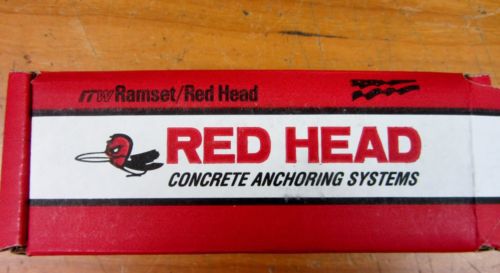 ITW Ramset/Red Head
RED HEAD
CONCRETE ANCHORING SYSTEMS